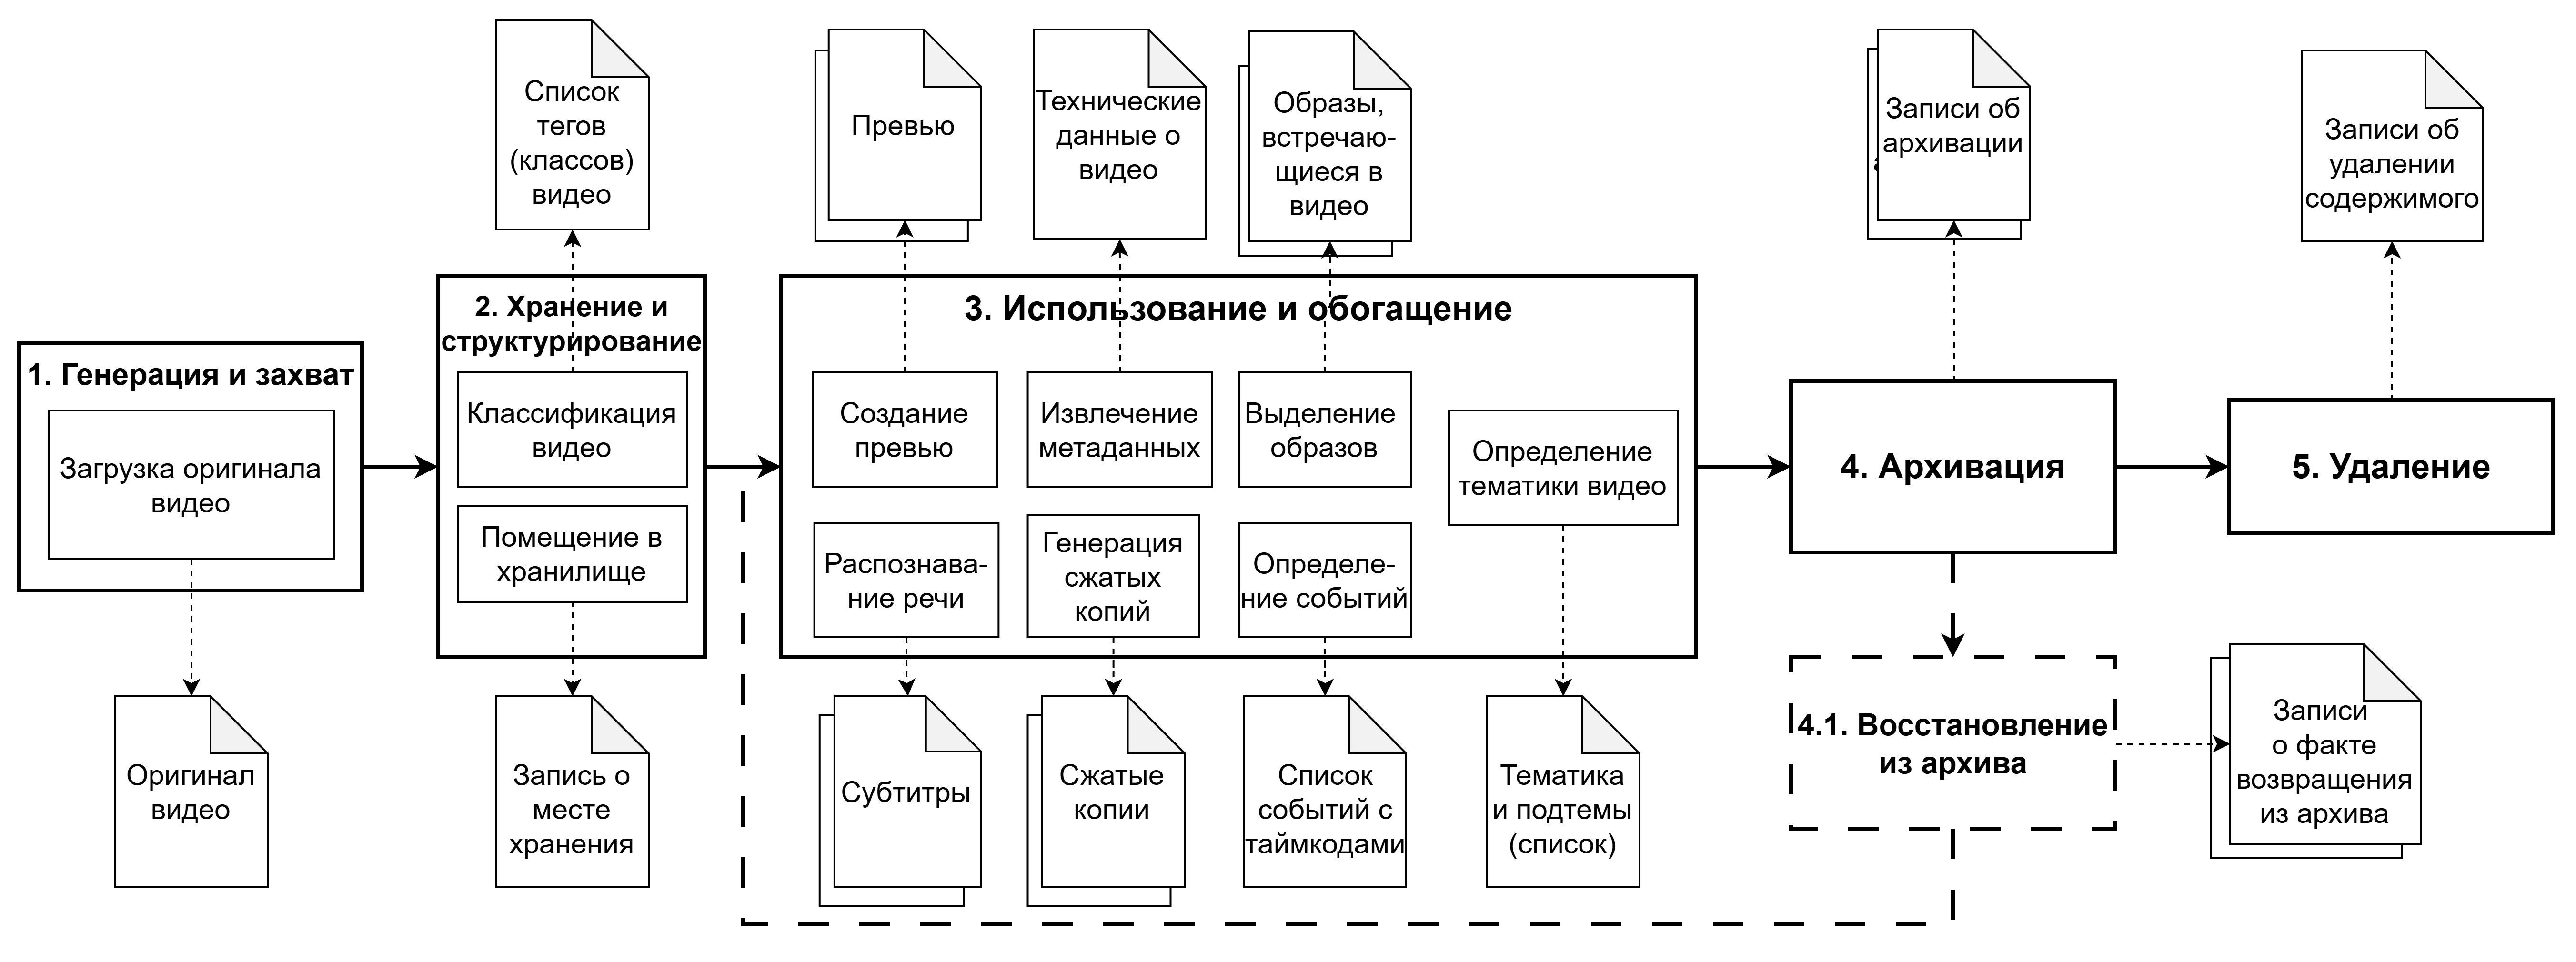 Список
тегов
(классов)
видео
Превью
Технические
данные о
видео
Образы,
встречаю-
щиеся в
видео
Записи об
архивации
Записи об
удалении
содержимого
1. Генерация и захват
Загрузка оригинала
видео
2. Хранение и
структурирование
Классификация
видео
Помещение в
хранилище
3. Использование и обогащение
Создание
превью
Извлечение
метаданных
Выделение
образов
Определение
тематики видео
Распознава-
ние речи
Генерация
сжатых
копий
Определе-
ние событий
4. Архивация
5. Удаление
4.1. Восстановление
из архива
Записи
о факте
возвращения
из архива
Оригинал
видео
Запись о
месте
хранения
Субтитры
Сжатые
копии
Список
событий с
таймкодами
Тематика
и подтемы
(список)